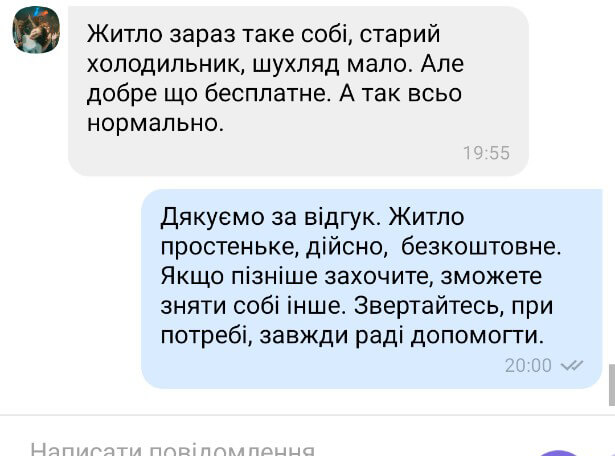 Житло зараз таке собі, старий
холодильник, шухляд мало. Але
добре що бесплатне. А так всьо
нормально.
19:55
Дякуємо за відгук. Житло
простеньке, дійсно,  безкоштовне.
Якщо пізніше захочите, зможете
зняти собі інше. Звертайтесь, при
потребі, завжди раді допомогти.
20:00
Написати повідомлення